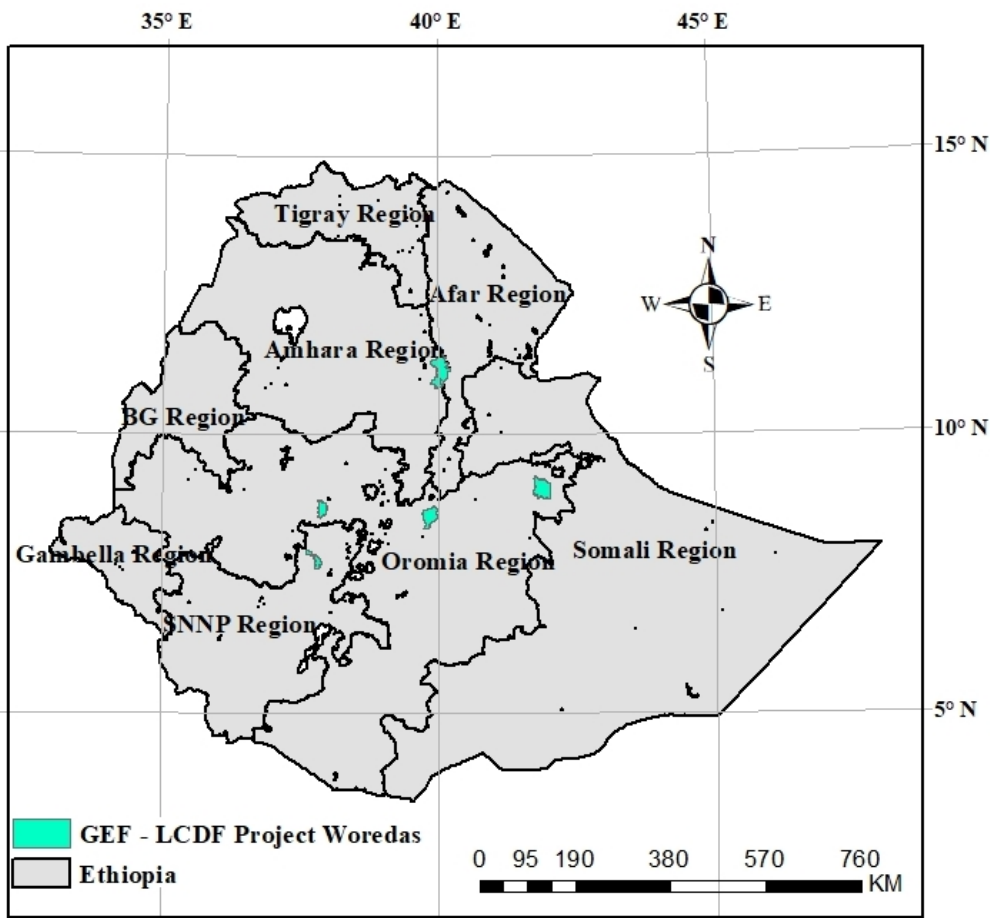 35° E
40° E
45° E
15° N
Tigray Region
N
Afar Region
W
E
S
Amhara Region
BG Region
10° N
Gambella Region
Oromia Region
Somali Region
SNNP Region
5° N
GEF - LCDF Project Woredas
Ethiopia
0 95 190 380 570 760
KM